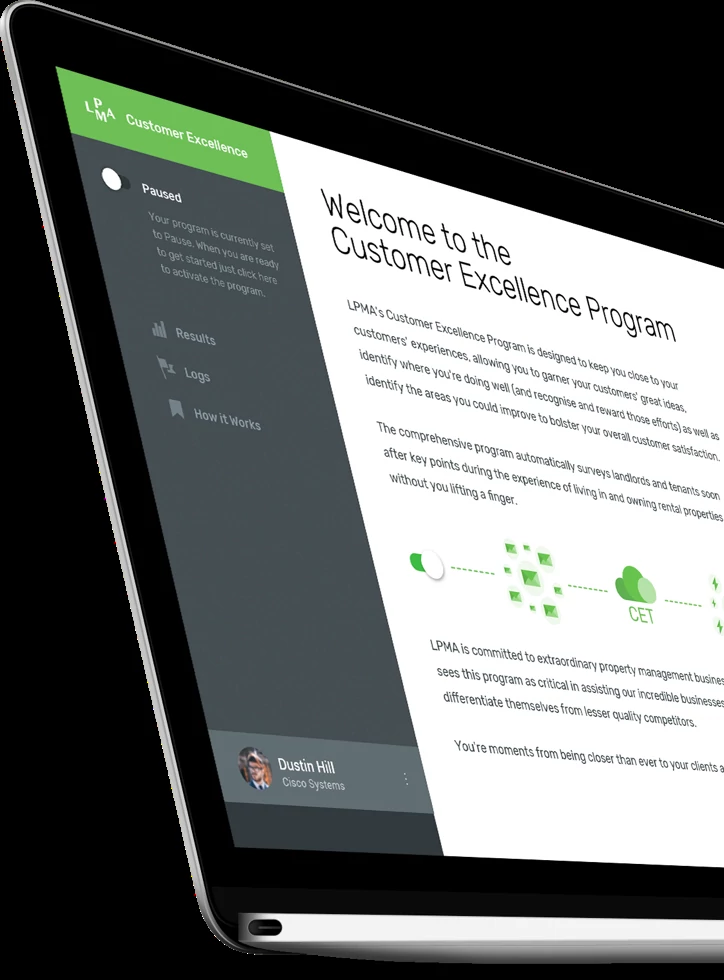 LPMA Customer Excellence
Paused
Your program is currently set
to Pause. When you are ready
to get started just click here
to activate the program.
Results
Logs
How it Works
Dustin Hill
Cisco Systems
Welcome to the
Customer Excellence Program
LPMA's Customer Excellence Program is designed to keep you close to your
customers' experiences, allowing you to garner your customers' great ideas,
identify where you're doing well (and recognise and reward those efforts) as well as
identify the areas you could improve to bolster your overall customer satisfaction.
The comprehensive program automatically surveys landlords and tenants soon
after key points during the experience of living in and owning rental properties
without you lifting a finger.
CET
LPMA is committed to extraordinary property management busines
sees this program as critical in assisting our incredible businesses
differentiate themselves from lesser quality competitors.
You're moments from being closer than ever to your clients a